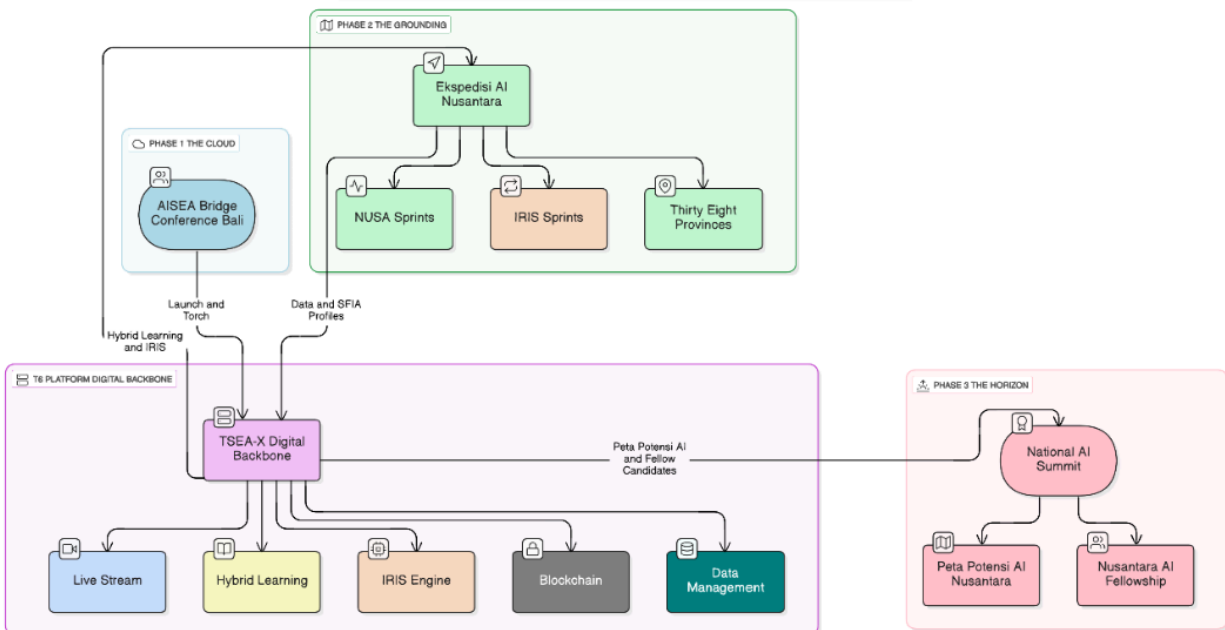 PHASE 2 THE GROUNDING
Ekspedisi AI
Nusantara
PHASE 1 THE CLOUD
AISEA Bridge
Conference Bali
NUSA Sprints
IRIS Sprints
Thirty Eight
Provinces
Launch and
Torch
Data and SFIA
Profiles
Hybrid Learning
and IRIS
T6 PLATFORM DIGITAL BACKBONE
PHASE 3 THE HORIZON
TSEA-X Digital
Backbone
Peta Potensi AI
and Fellow
Candidates
National AI
Summit
Live Stream
Hybrid Learning
IRIS Engine
Blockchain
Data
Management
Peta Potensi AI
Nusantara
Nusantara AI
Fellowship